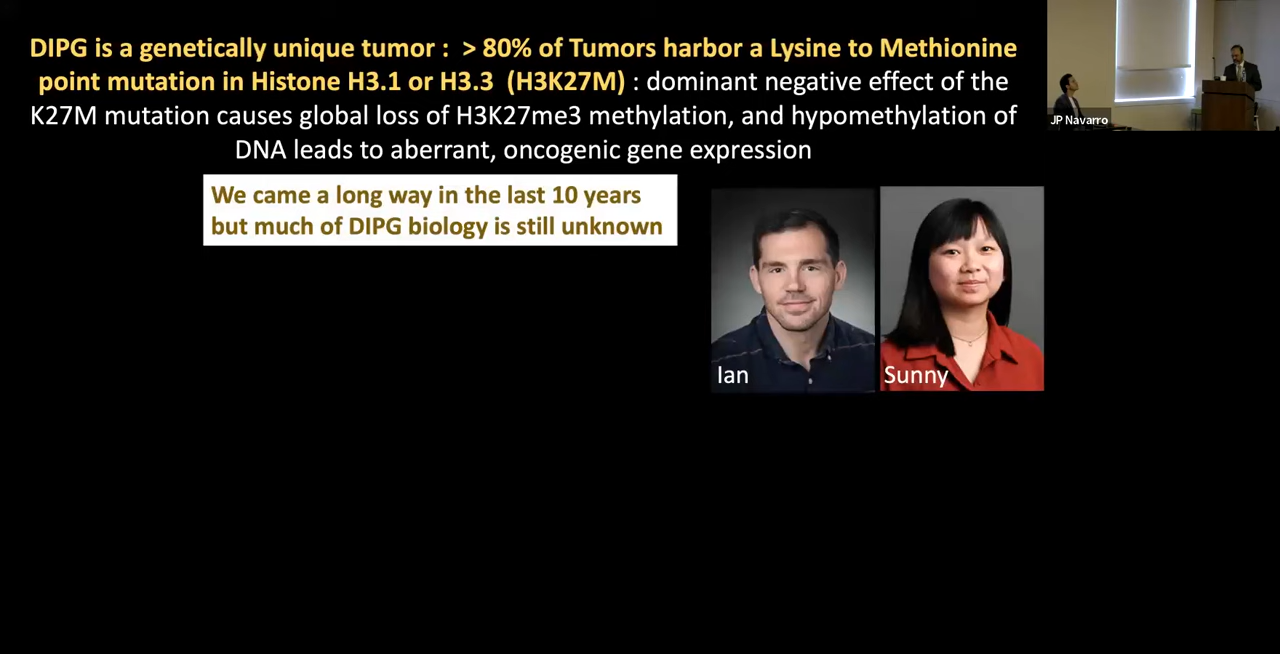 DIPG is a genetically unique tumor : > 80% of Tumors harbor a Lysine to Methionine
point mutation in Histone H3.1 or H3.3 (H3K27M) : dominant negative effect of the
K27M mutation causes global loss of H3K27me3 methylation, and hypomethylation of
DNA leads to aberrant, oncogenic gene expression
We came a long way in the last 10 years
but much of DIPG biology is still unknown
Ian
Sunny
JP Navarro